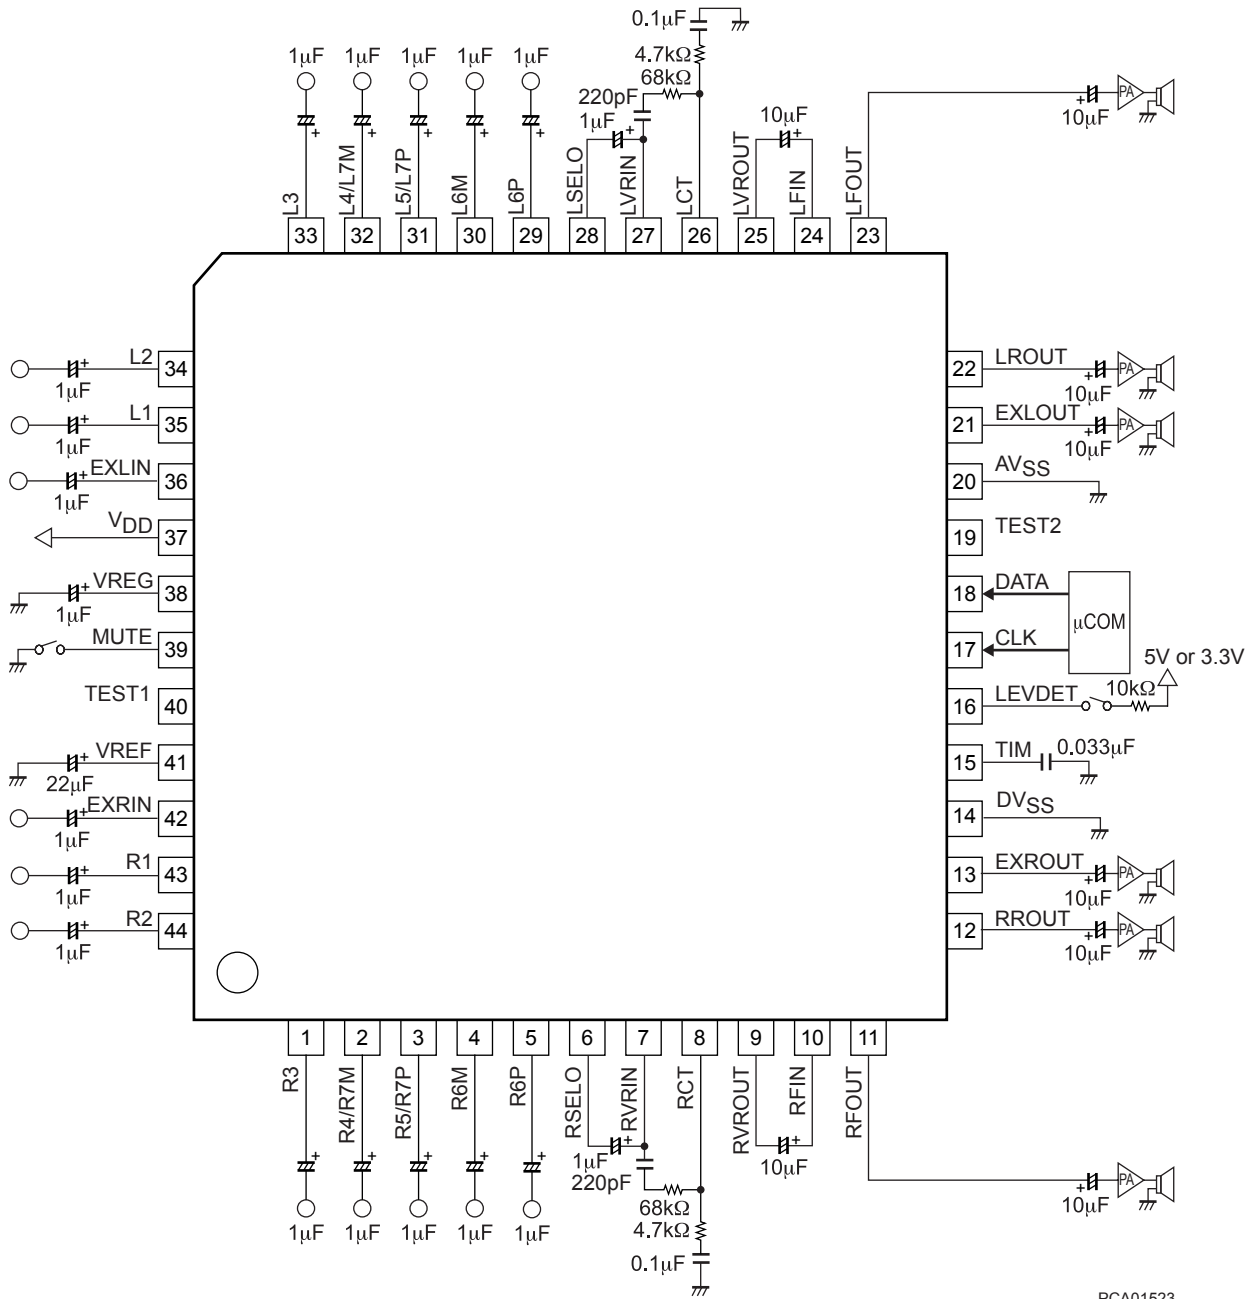 0.1μF
4.7kΩ
68kΩ
1μF 1μF 1μF 1μF 1μF
220pF
1μF
10μF
PA
10μF
L3 L4/L7M L5/L7P L6M L6P LSELO LVRIN LCT LVROUT LFIN LFOUT
33 32 31 30 29 28 27 26 25 24 23
L2 34
1μF
22 LROUT PA
10μF
L1 35
1μF
21 EXLOUT PA
10μF
EXLIN 36
1μF
20 AVSS
VDD 37
19 TEST2
VREG 38
1μF
18 DATA
μCOM
MUTE 39
17 CLK
5V or 3.3V
TEST1 40
16 LEVDET 10kΩ
VREF 41
22μF
15 TIM 0.033μF
EXRIN 42
1μF
14 DVSS
R1 43
1μF
13 EXROUT PA
10μF
R2 44
1μF
12 RROUT PA
10μF
1 2 3 4 5 6 7 8 9 10 11
R3 R4/R7M R5/R7P R6M R6P RSELO RVRIN RCT RVROUT RFIN RFOUT
1μF
220pF
10μF
PA
10μF
68kΩ
4.7kΩ
1μF 1μF 1μF 1μF 1μF
0.1μF
PCA01523